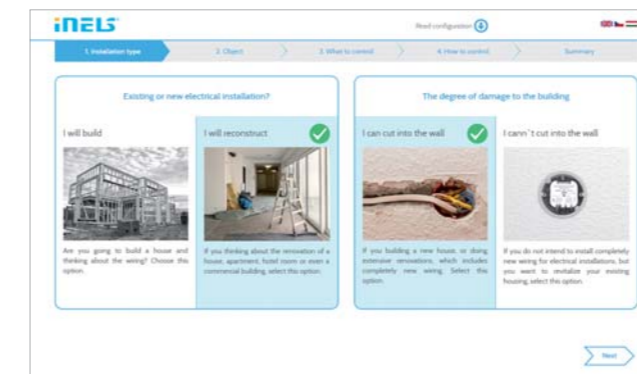 iNELS
Read configuration
1. Installation type
2. Object
3. What to control
4. How to control
Summary
Existing or new electrical installation?
The degree of damage to the building
I will build
I will reconstruct
I can cut into the wall
I cann´t cut into the wall
Are you going to build a house and
thinking about the wiring? Choose this
option.
If you thinking about the renovation of a
house, apartment, hotel room or even a
commercial building, select this option.
If you building a new house, or doing
extensive renovations, which includes
completely new wiring. Select this
option.
If you do not intend to install completely
new wiring for electrical installations, but
you want to revitalize your existing
housing, select this option.
Next